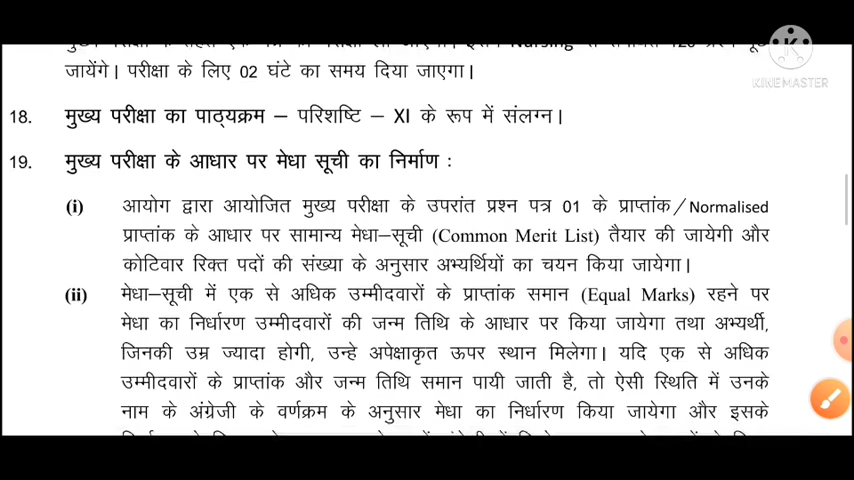 जायेंगे। परीक्षा के लिए 02 घंटे का समय दिया जाएगा।
KINEMASTER
18. मुख्य परीक्षा का पाठ्यक्रम – परिशष्टि – XI के रूप में संलग्न।
19. मुख्य परीक्षा के आधार पर मेधा सूची का निर्माण :
(i) आयोग द्वारा आयोजित मुख्य परीक्षा के उपरांत प्रश्न पत्र 01 के प्राप्तांक/Normalised
प्राप्तांक के आधार पर सामान्य मेधा–सूची (Common Merit List) तैयार की जायेगी और
कोटिवार रिक्त पदों की संख्या के अनुसार अभ्यर्थियों का चयन किया जायेगा।
(ii) मेधा–सूची में एक से अधिक उम्मीदवारों के प्राप्तांक समान (Equal Marks) रहने पर
मेधा का निर्धारण उम्मीदवारों की जन्म तिथि के आधार पर किया जायेगा तथा अभ्यर्थी,
जिनकी उम्र ज्यादा होगी, उन्हे अपेक्षाकृत ऊपर स्थान मिलेगा। यदि एक से अधिक
उम्मीदवारों के प्राप्तांक और जन्म तिथि समान पायी जाती है, तो ऐसी स्थिति में उनके
नाम के अंग्रेजी के वर्णक्रम के अनुसार मेधा का निर्धारण किया जायेगा और इसके